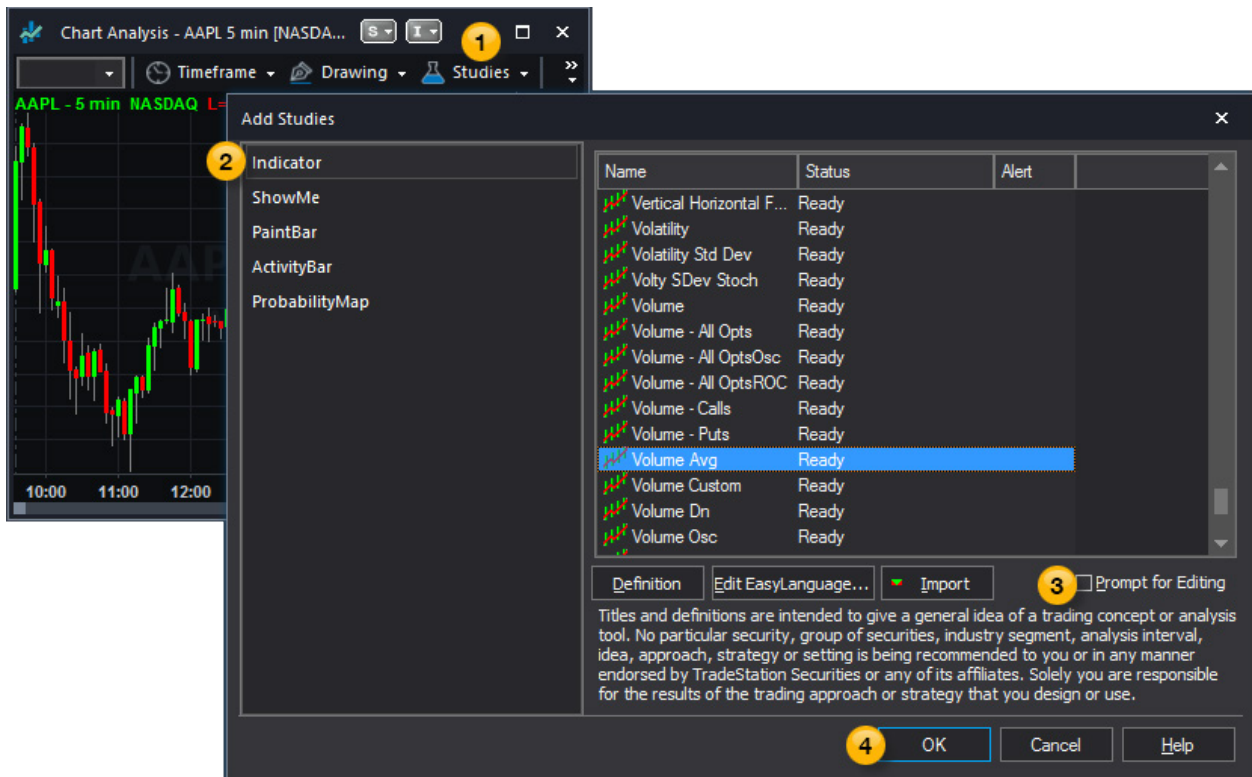 Chart Analysis - AAPL 5 min [NASDA... S I
1
Timeframe Drawing Studies »
AAPL - 5 min NASDAQ L=
AAP
10:00 11:00 12:00
Add Studies
2 Indicator
ShowMe
PaintBar
ActivityBar
ProbabilityMap
Name Status Alert
Vertical Horizontal F... Ready
Volatility Ready
Volatility Std Dev Ready
Volty SDev Stoch Ready
Volume Ready
Volume - All Opts Ready
Volume - All OptsOsc Ready
Volume - All OptsROC Ready
Volume - Calls Ready
Volume - Puts Ready
Volume Avg Ready
Volume Custom Ready
Volume Dn Ready
Volume Osc Ready
Definition Edit EasyLanguage... Import 3 Prompt for Editing
Titles and definitions are intended to give a general idea of a trading concept or analysis
tool. No particular security, group of securities, industry segment, analysis interval,
idea, approach, strategy or setting is being recommended to you or in any manner
endorsed by TradeStation Securities or any of its affiliates. Solely you are responsible
for the results of the trading approach or strategy that you design or use.
4 OK Cancel Help